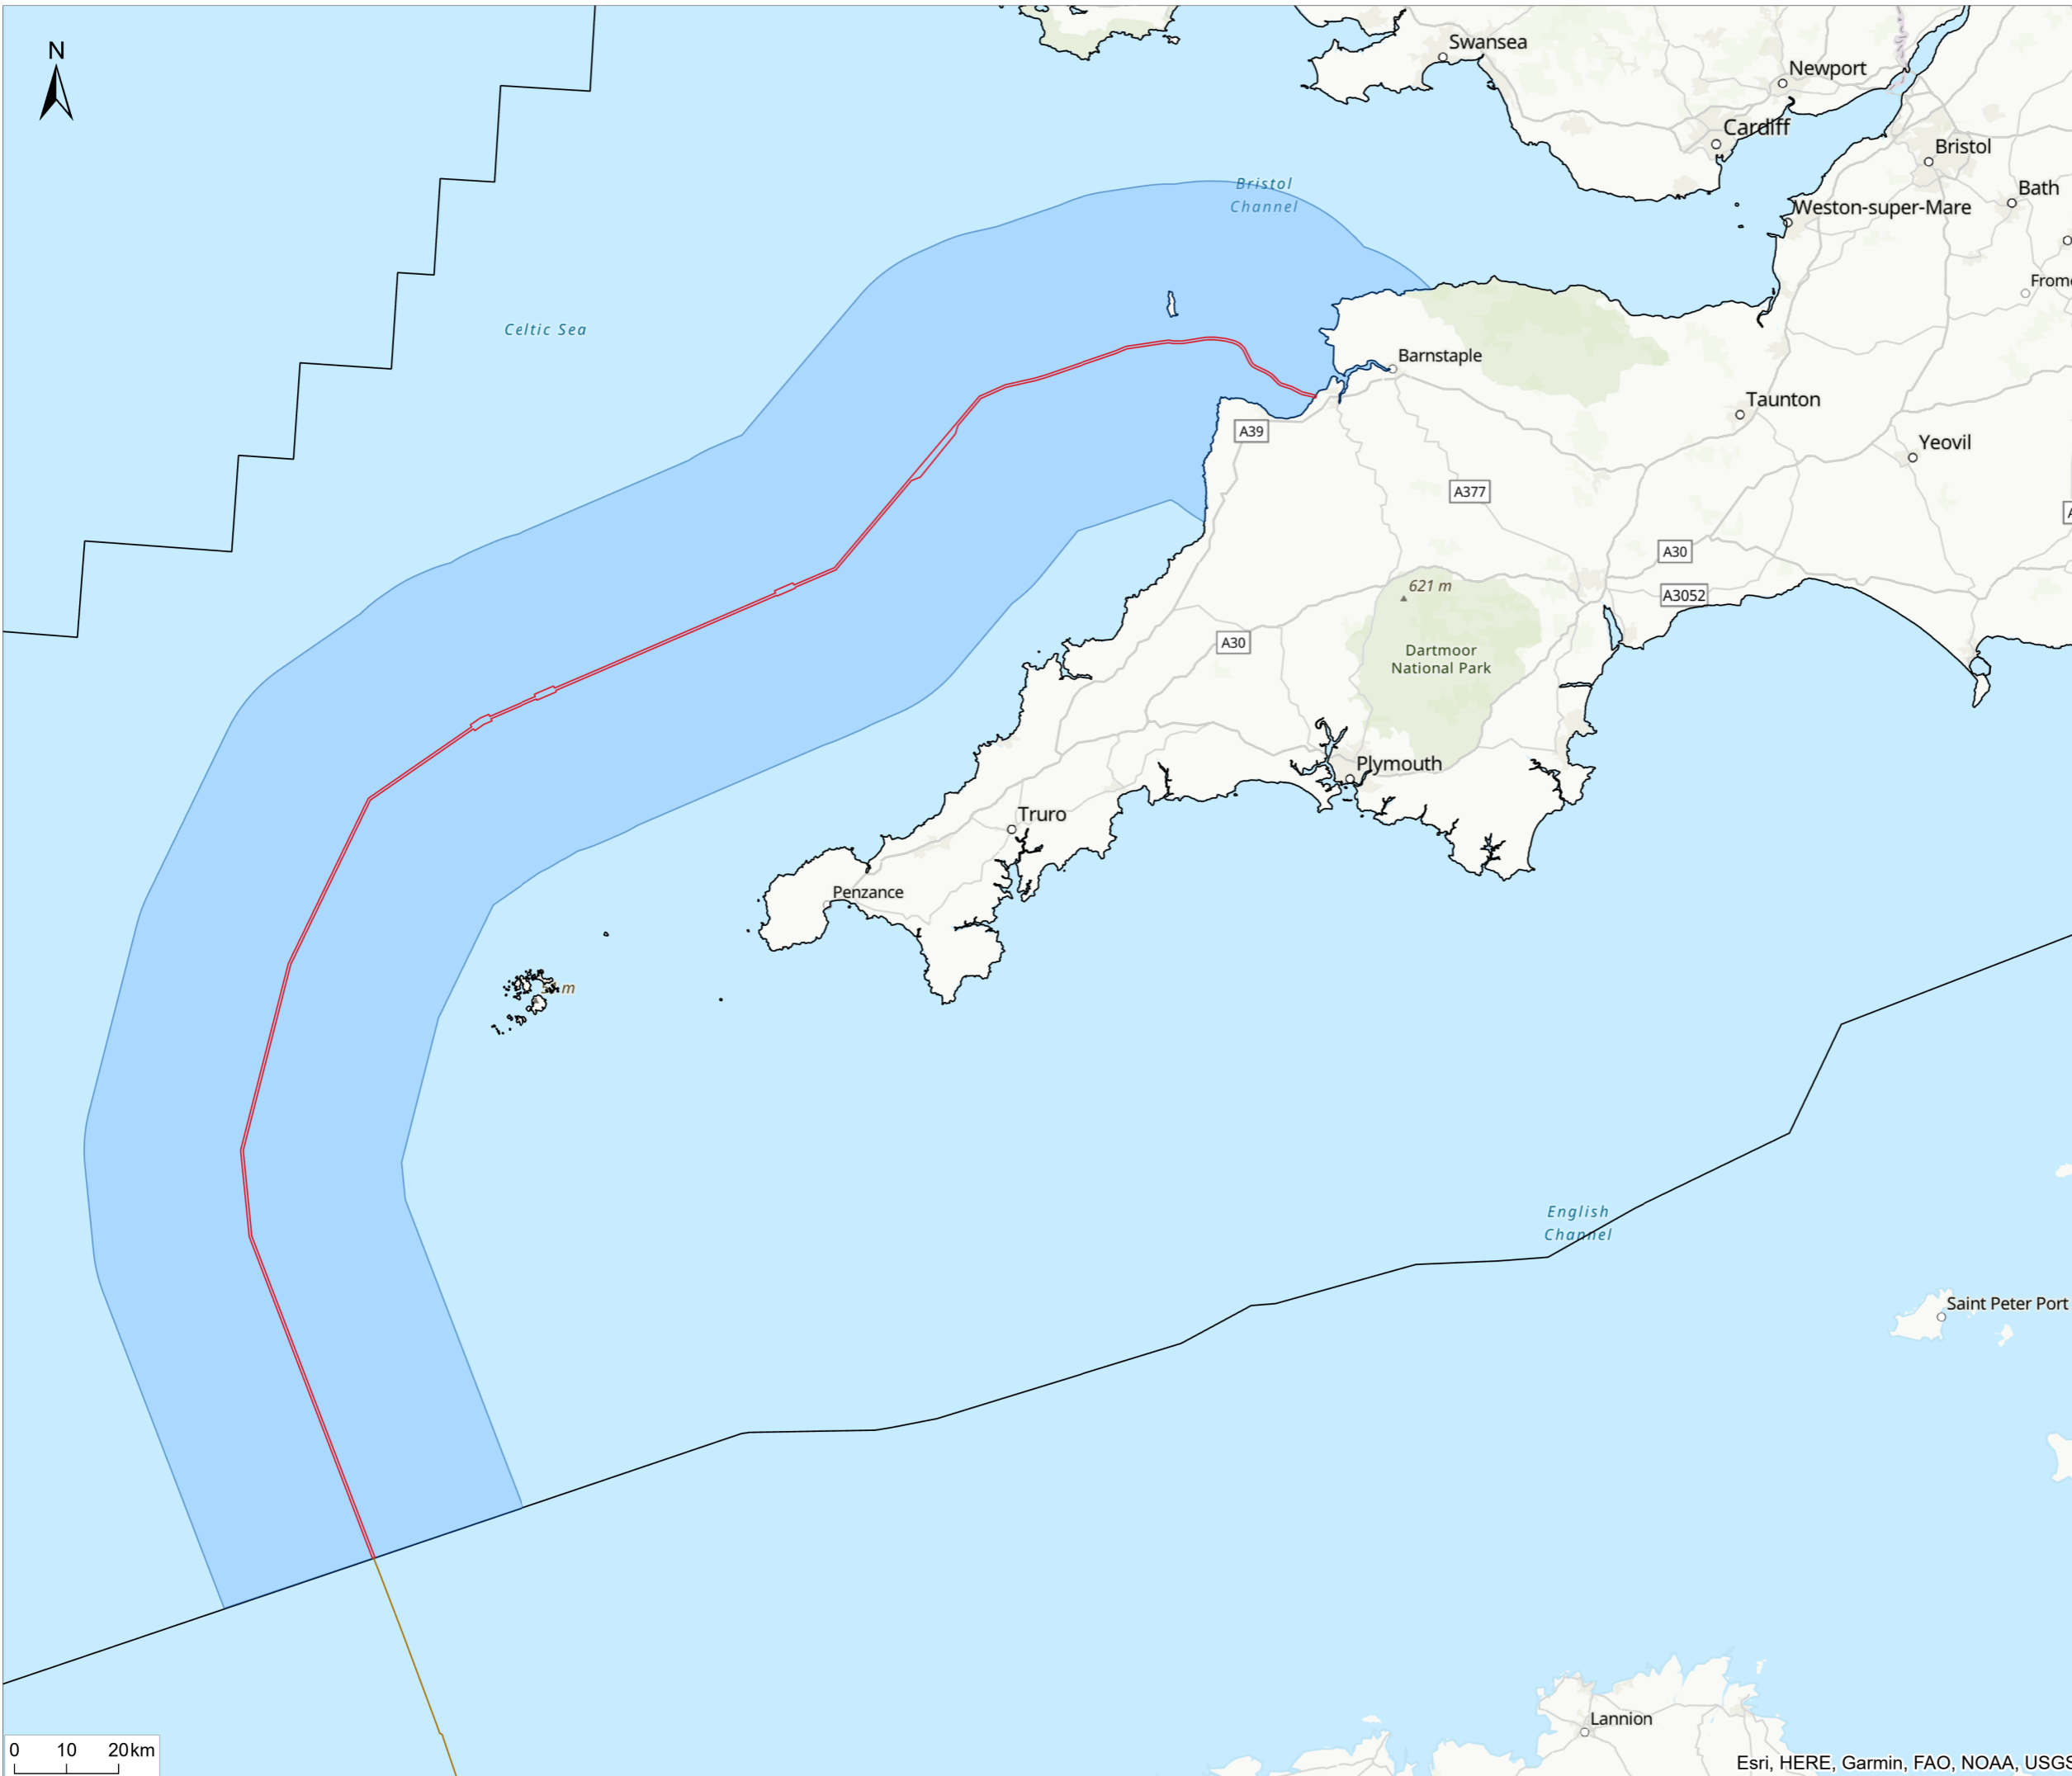 N
Swansea
Newport
Cardiff
Bristol
Bath
Bristol
Channel
Weston-super-Mare
Celtic Sea
Barnstaple
Taunton
A39
Yeovil
A377
A30
621 m
A3052
A30
Dartmoor
National Park
Plymouth
Truro
Penzance
m
English
Channel
Saint Peter Port
Lannion
0 10 20km
Esri, HERE, Garmin, FAO, NOAA, USGS